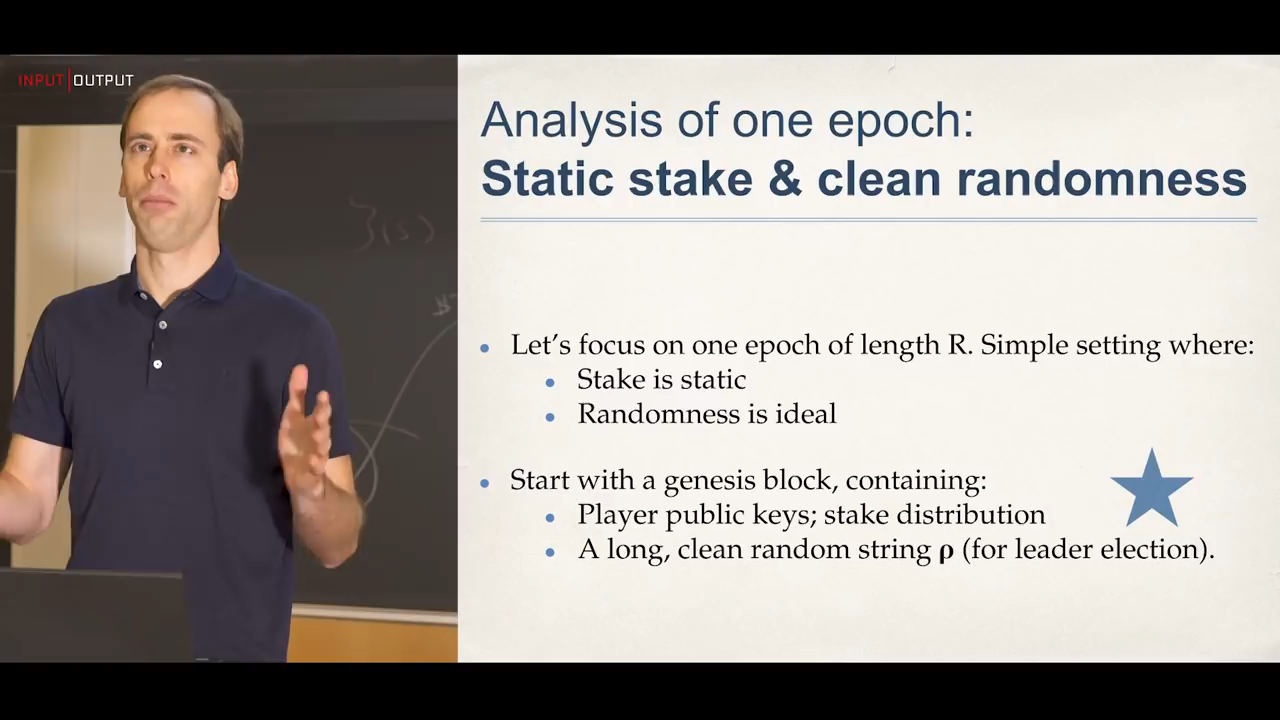 INPUT|OUTPUT
Analysis of one epoch:
Static stake & clean randomness
• Let’s focus on one epoch of length R. Simple setting where:
• Stake is static
• Randomness is ideal
• Start with a genesis block, containing:
• Player public keys; stake distribution
• A long, clean random string ρ (for leader election).
ζ(s)